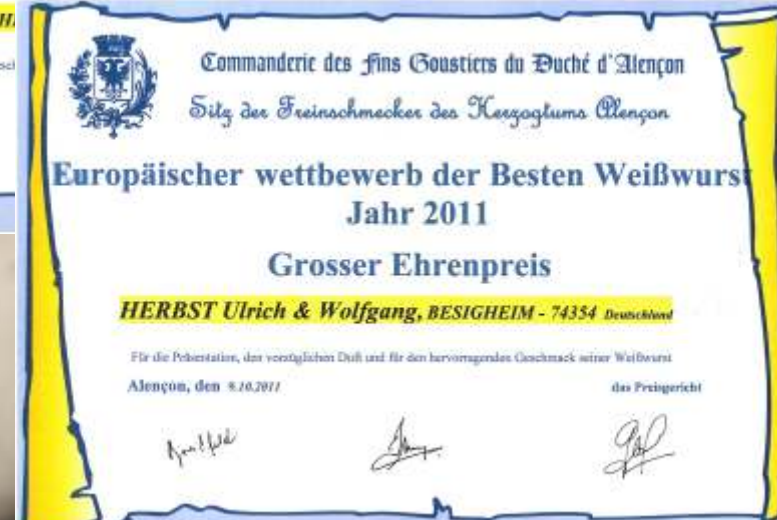 Commanderie des Fins Goustiers du Duché d'Alençon
Sitz der Freinschmecker des Herzogtums Alençon
Europäischer wettbewerb der Besten Weißwurst
Jahr 2011
Grosser Ehrenpreis
HERBST Ulrich & Wolfgang, BESIGHEIM - 74354 Deutschland
Für die Präsentation, den vorzüglichen Duft und für den hervorragenden Geschmack seiner Weißwurst
Alençon, den 9.10.2011 das Preisgericht